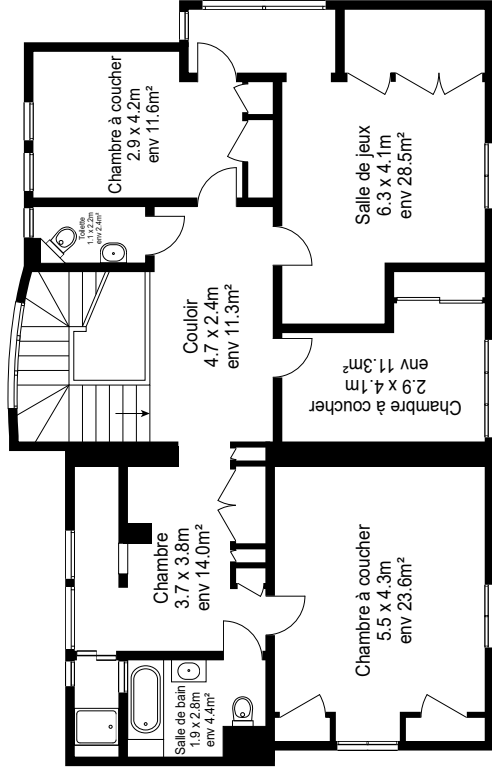 Chambre à coucher
2.9 x 4.2m
env 11.6m²
Salle de jeux
6.3 x 4.1m
env 28.5m²
Toilette
1.1 x 2.2m
env 2.4m²
Couloir
4.7 x 2.4m
env 11.3m²
Chambre à coucher
2.9 x 4.1m
env 11.3m²
Chambre
3.7 x 3.8m
env 14.0m²
Chambre à coucher
5.5 x 4.3m
env 23.6m²
Salle de bain
1.9 x 2.8m
env 4.4m²